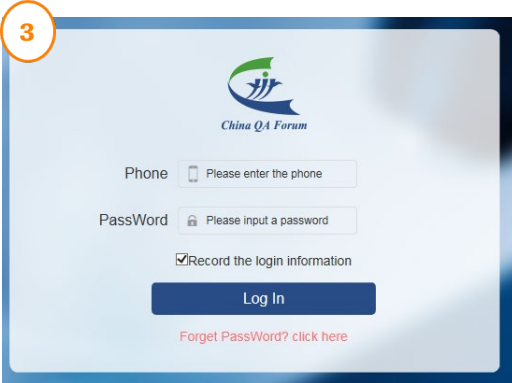 3
China QA Forum
Phone
Please enter the phone
PassWord
Please input a password
Record the login information
Log In
Forget PassWord? click here